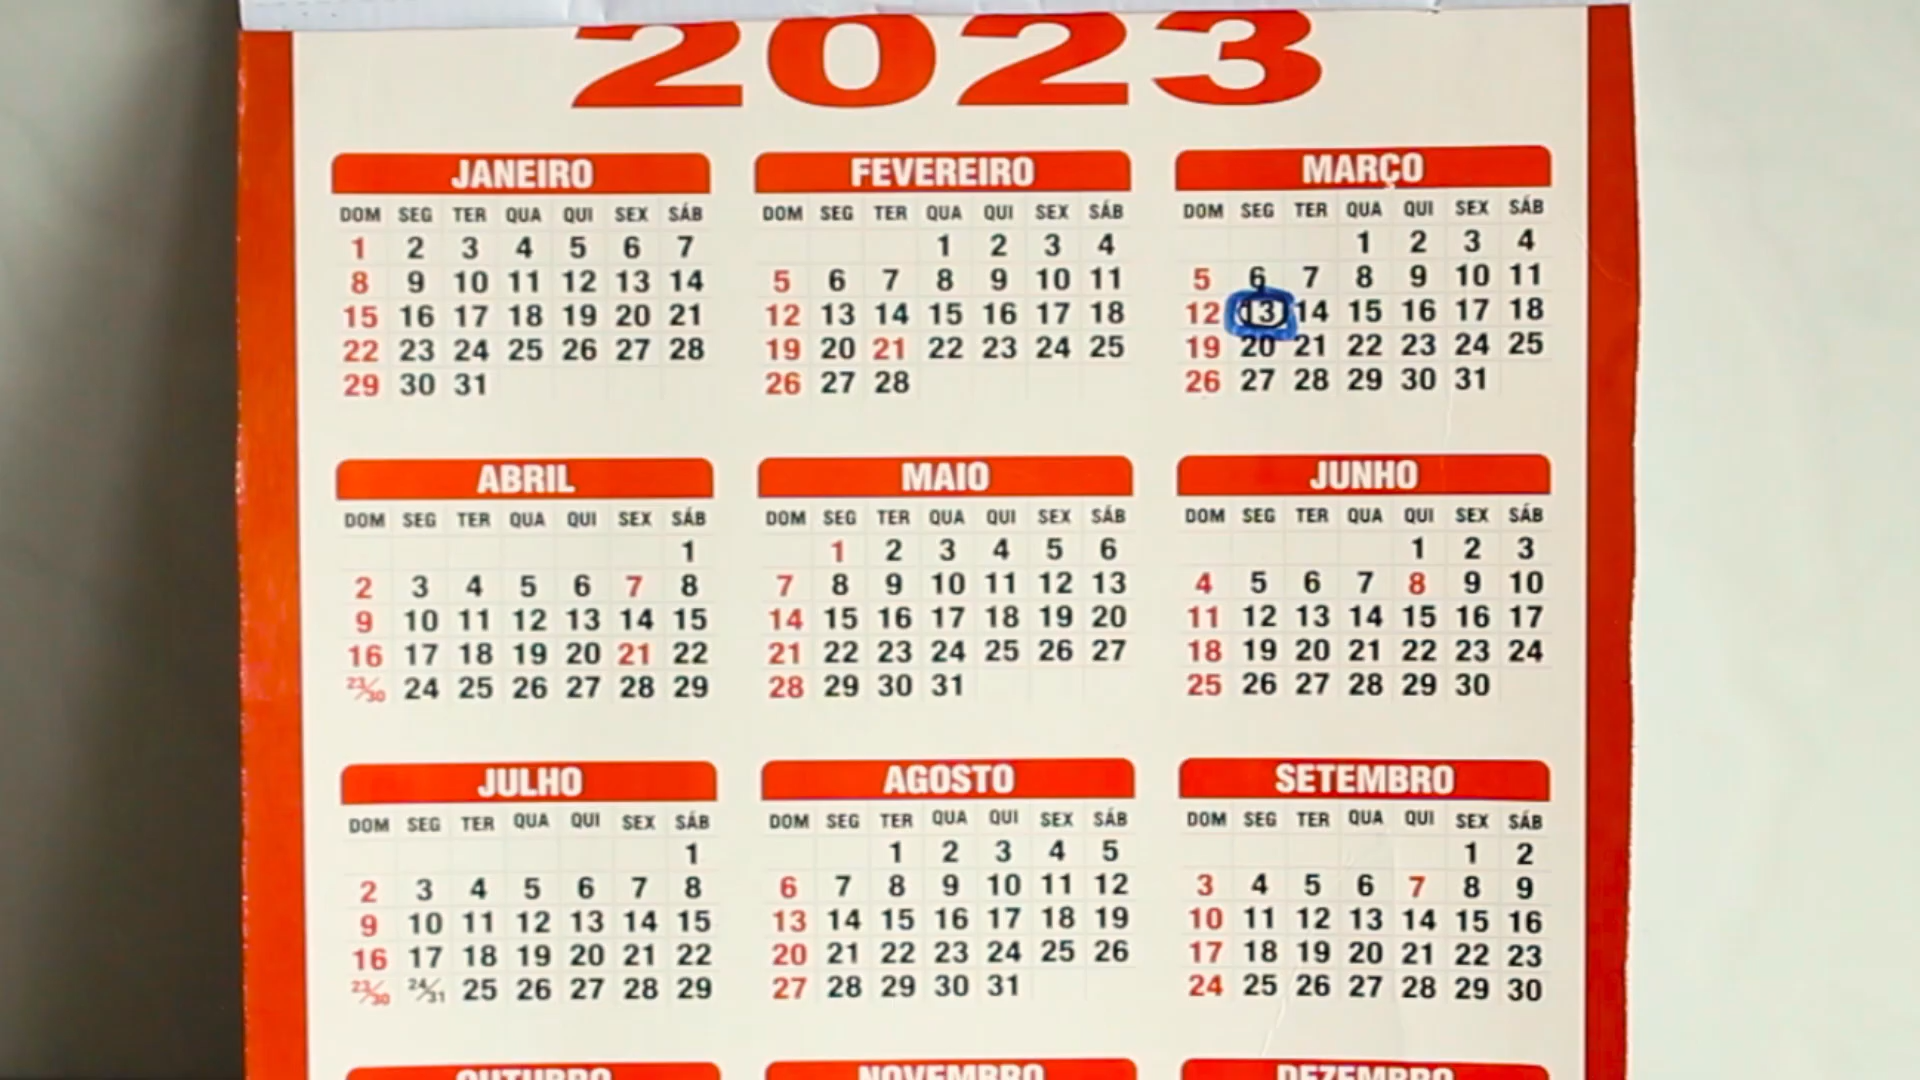 2023
JANEIRO FEVEREIRO MARÇO
DOM SEG TER QUA QUI SEX SÁB DOM SEG TER QUA QUI SEX SÁB DOM SEG TER QUA QUI SEX SÁB
1 2 3 4 5 6 7 1 2 3 4 1 2 3 4
8 9 10 11 12 13 14 5 6 7 8 9 10 11 5 6 7 8 9 10 11
15 16 17 18 19 20 21 12 13 14 15 16 17 18 12 13 14 15 16 17 18
22 23 24 25 26 27 28 19 20 21 22 23 24 25 19 20 21 22 23 24 25
29 30 31 26 27 28 26 27 28 29 30 31
ABRIL MAIO JUNHO
DOM SEG TER QUA QUI SEX SÁB DOM SEG TER QUA QUI SEX SÁB DOM SEG TER QUA QUI SEX SÁB
1 1 2 3 4 5 6 1 2 3
2 3 4 5 6 7 8 7 8 9 10 11 12 13 4 5 6 7 8 9 10
9 10 11 12 13 14 15 14 15 16 17 18 19 20 11 12 13 14 15 16 17
16 17 18 19 20 21 22 21 22 23 24 25 26 27 18 19 20 21 22 23 24
23/30 24 25 26 27 28 29 28 29 30 31 25 26 27 28 29 30
JULHO AGOSTO SETEMBRO
DOM SEG TER QUA QUI SEX SÁB DOM SEG TER QUA QUI SEX SÁB DOM SEG TER QUA QUI SEX SÁB
1 1 2 3 4 5 1 2
2 3 4 5 6 7 8 6 7 8 9 10 11 12 3 4 5 6 7 8 9
9 10 11 12 13 14 15 13 14 15 16 17 18 19 10 11 12 13 14 15 16
16 17 18 19 20 21 22 20 21 22 23 24 25 26 17 18 19 20 21 22 23
23/30 24/31 25 26 27 28 29 27 28 29 30 31 24 25 26 27 28 29 30
OUTUBRO NOVEMBRO DEZEMBRO